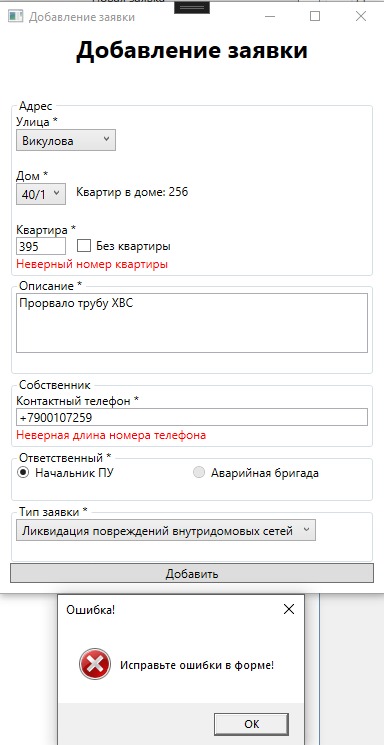 Добавление заявки
Добавление заявки
Адрес
Улица *
Викулова
Дом *
40/1 Квартир в доме: 256
Квартира *
395 Без квартиры
Неверный номер квартиры
Описание *
Прорвало трубу ХВС
Собственник
Контактный телефон *
+7900107259
Неверная длина номера телефона
Ответственный *
Начальник ПУ Аварийная бригада
Тип заявки *
Ликвидация повреждений внутридомовых сетей
Добавить
Ошибка!
Исправьте ошибки в форме!
ОК